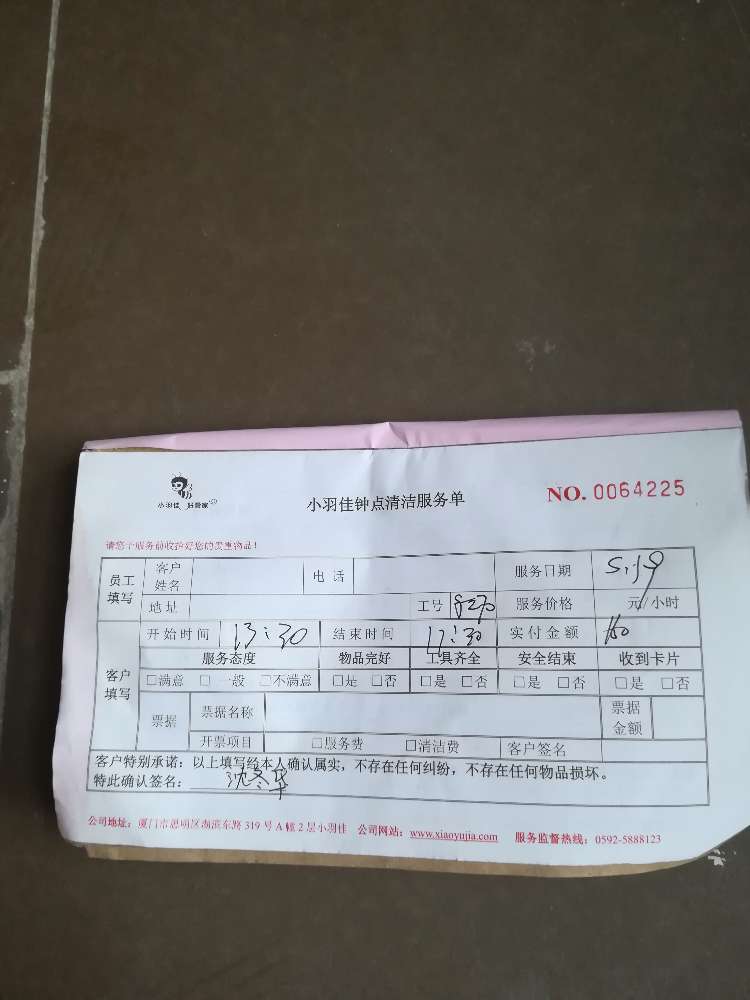 小羽佳 好管家
小羽佳钟点清洁服务单
NO. 0064225
请您于服务前收拾好您的贵重物品！
员工填写 客户姓名 电话 服务日期 5.19
地址 工号 服务价格 元/小时
客户填写 开始时间 13:30 结束时间 17:30 实付金额
服务态度 物品完好 工具齐全 安全结束 收到卡片
□满意 □一般 □不满意 □是 □否 □是 □否 □是 □否 □是 □否
票据 票据名称 票据金额
开票项目 □服务费 □清洁费 客户签名
客户特别承诺：以上填写经本人确认属实，不存在任何纠纷，不存在任何物品损坏。
特此确认签名：沈冬华
公司地址：厦门市思明区湖滨东路319号A幢2层小羽佳 公司网站：www.xiaoyujia.com 服务监督热线：0592-5888123